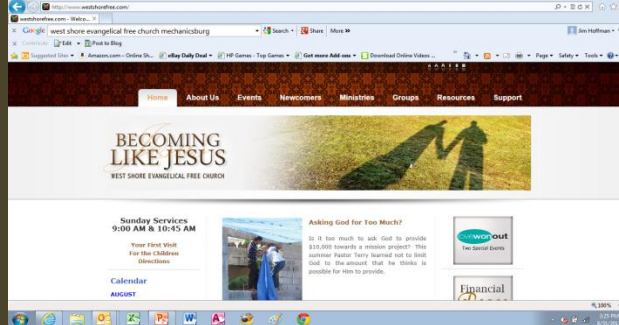 http://www.westshorefree.com/
westshorefree.com - Welco...
Google west shore evangelical free church mechanicsburg Search Share More >> Jim Hoffman
Edit Post to Blog
Suggested Sites Amazon.com – Online Sh... eBay Daily Deal HP Games - Top Games Get more Add-ons Download Online Videos ... Page Safety Tools
Home About Us Events Newcomers Ministries Groups Resources Support
BECOMING
LIKE JESUS
WEST SHORE EVANGELICAL FREE CHURCH
Sunday Services
9:00 AM & 10:45 AM
Your First Visit
For the Children
Directions
Calendar
AUGUST
Asking God for Too Much?
Is it too much to ask God to provide
$10,000 towards a mission project? This
summer Pastor Terry learned not to limit
God to the amount that he thinks is
possible for Him to provide.
lovewonout
Two Special Events
Financial
100%
3:25 PM